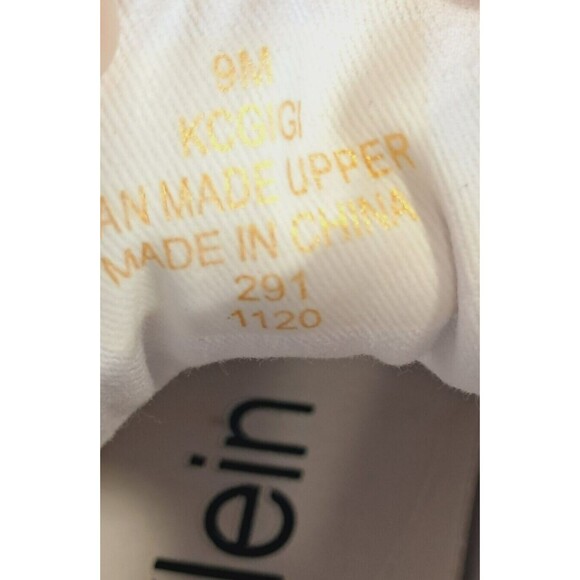 9M
KCGIGI
AN MADE UPPER
MADE IN CHINA
291
1120
lein